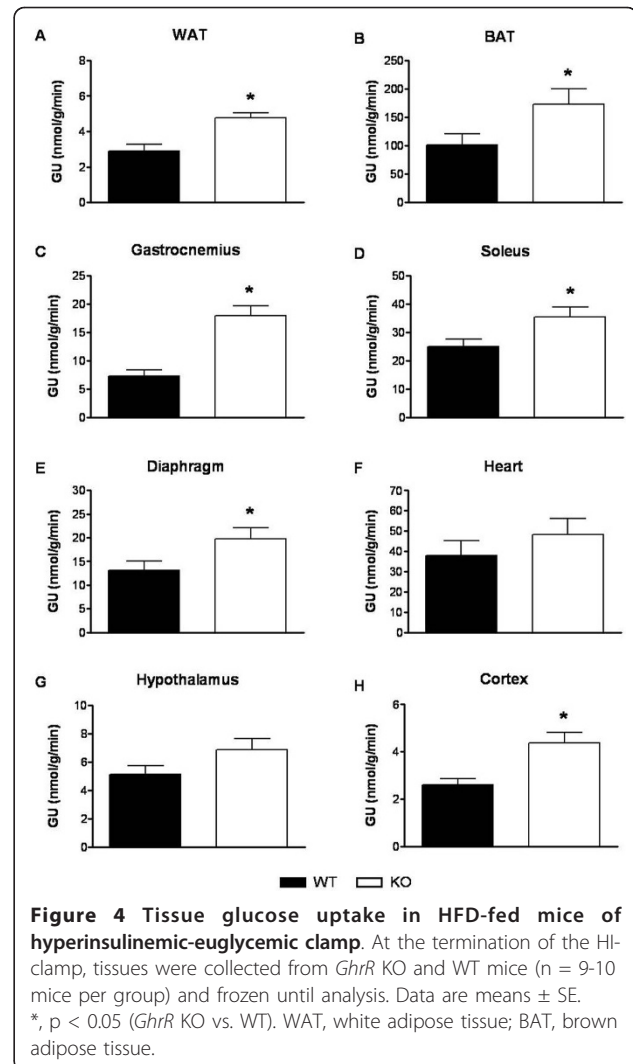 A WAT
8
6
4
2
0
GU (nmol/g/min)
*
B BAT
250
200
150
100
50
0
GU (nmol/g/min)
*
C Gastrocnemius
25
20
15
10
5
0
GU (nmol/g/min)
*
D Soleus
50
40
30
20
10
0
GU (nmol/g/min)
*
E Diaphragm
30
25
20
15
10
5
0
GU (nmol/g/min)
*
F Heart
70
60
50
40
30
20
10
0
GU (nmol/g/min)
G Hypothalamus
10
8
6
4
2
0
GU (nmol/g/min)
H Cortex
6
4
2
0
GU (nmol/g/min)
*
WT KO
Figure 4 Tissue glucose uptake in HFD-fed mice of
hyperinsulinemic-euglycemic clamp. At the termination of the HI-
clamp, tissues were collected from GhrR KO and WT mice (n = 9-10
mice per group) and frozen until analysis. Data are means ± SE.
*, p < 0.05 (GhrR KO vs. WT). WAT, white adipose tissue; BAT, brown
adipose tissue.